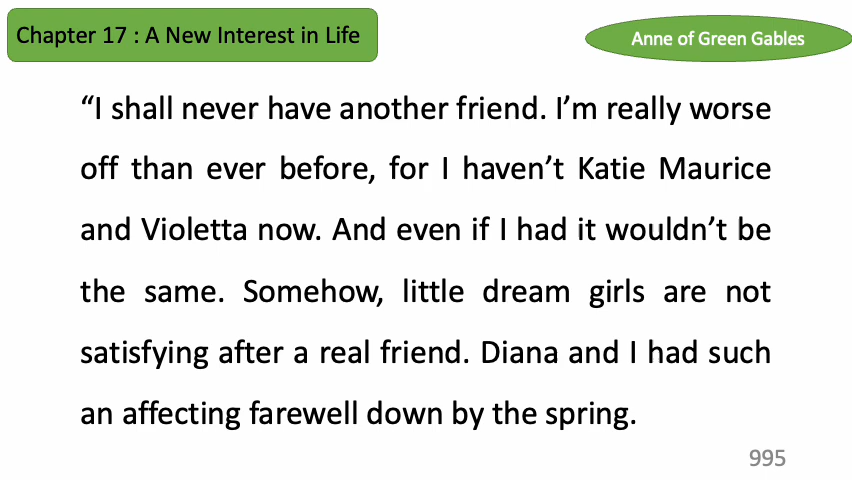 Chapter 17 : A New Interest in Life
Anne of Green Gables
“I shall never have another friend. I’m really worse
off than ever before, for I haven’t Katie Maurice
and Violetta now. And even if I had it wouldn’t be
the same. Somehow, little dream girls are not
satisfying after a real friend. Diana and I had such
an affecting farewell down by the spring.
995